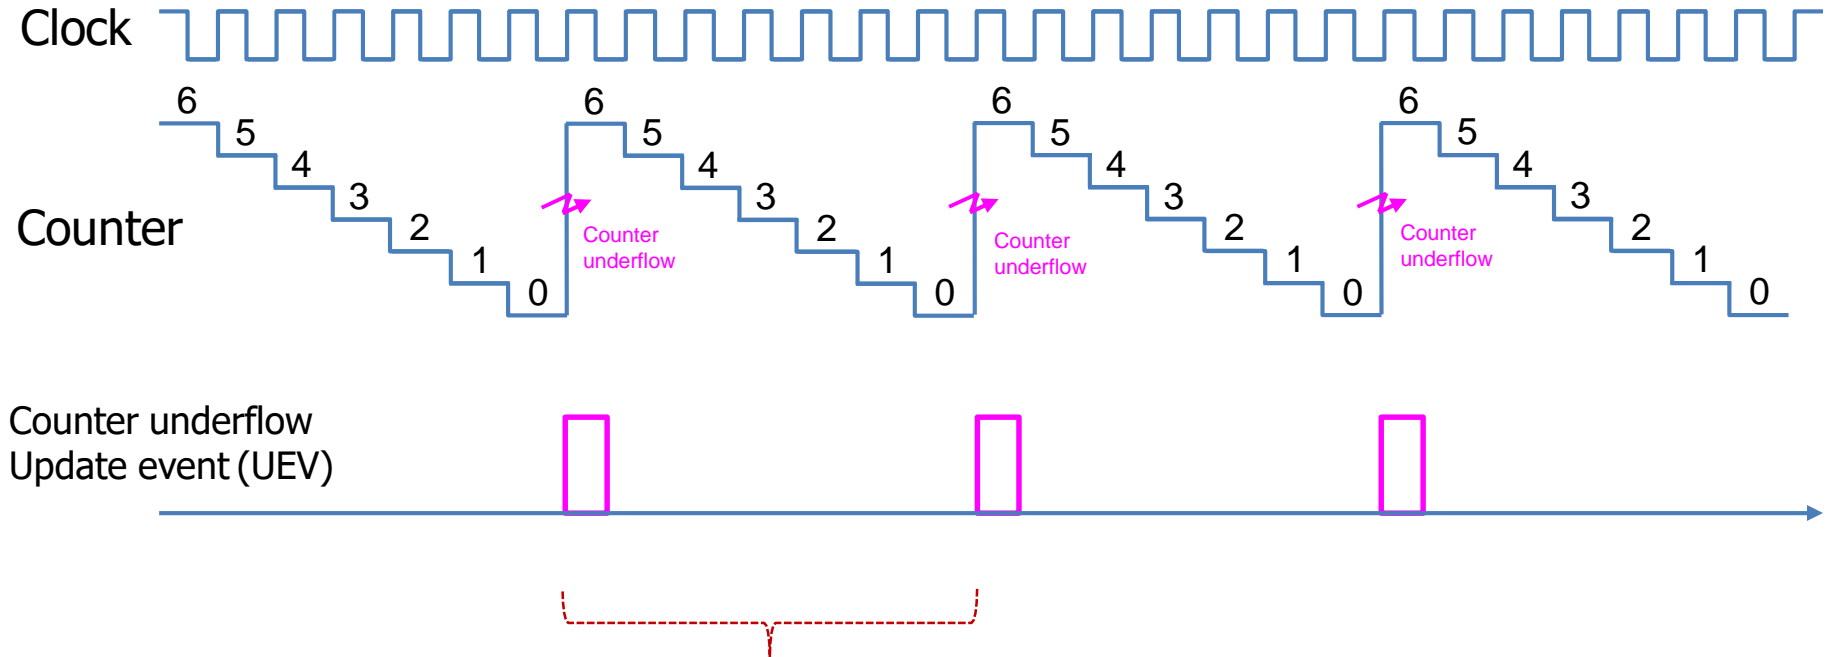 Clock
6 5 4 3 2 1 0 6 5 4 3 2 1 0 6 5 4 3 2 1 0 6 5 4 3 2 1 0
Counter
Counter
underflow
Counter
underflow
Counter
underflow
Counter underflow
Update event (UEV)